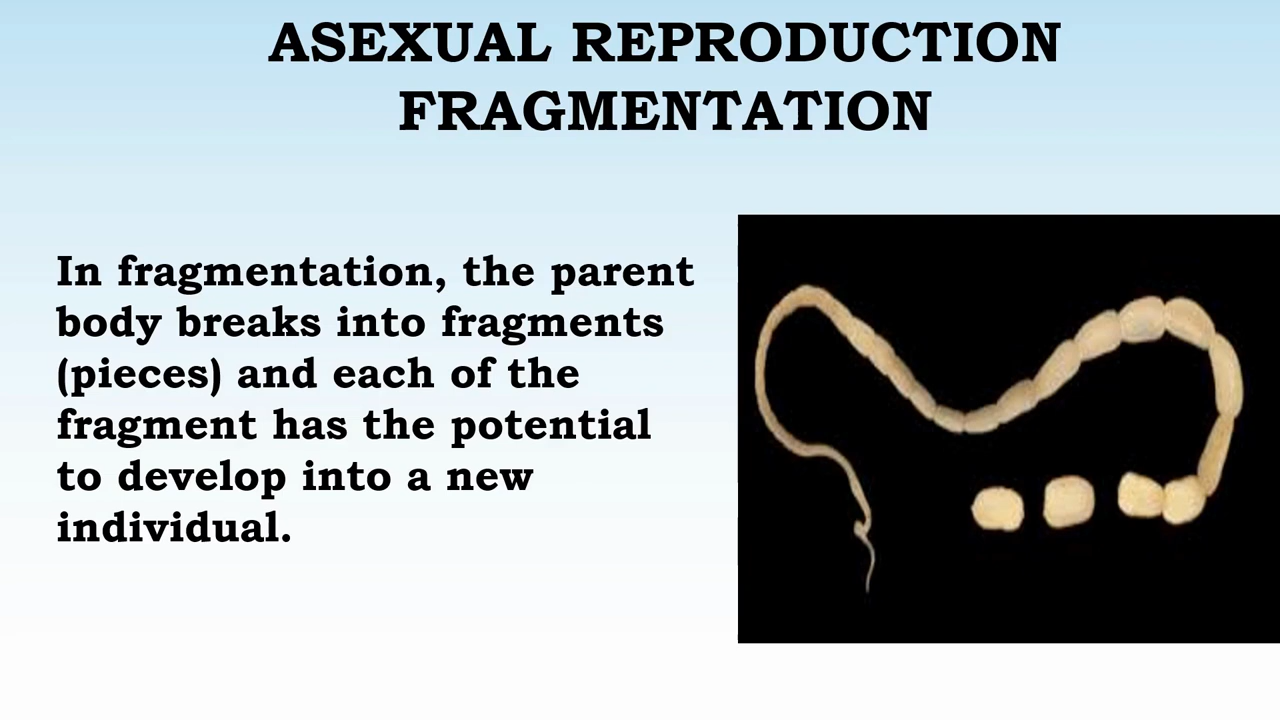 ASEXUAL REPRODUCTION
FRAGMENTATION
In fragmentation, the parent
body breaks into fragments
(pieces) and each of the
fragment has the potential
to develop into a new
individual.